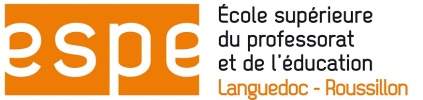 espe
École supérieure
du professorat
et de l'éducation
Languedoc - Roussillon